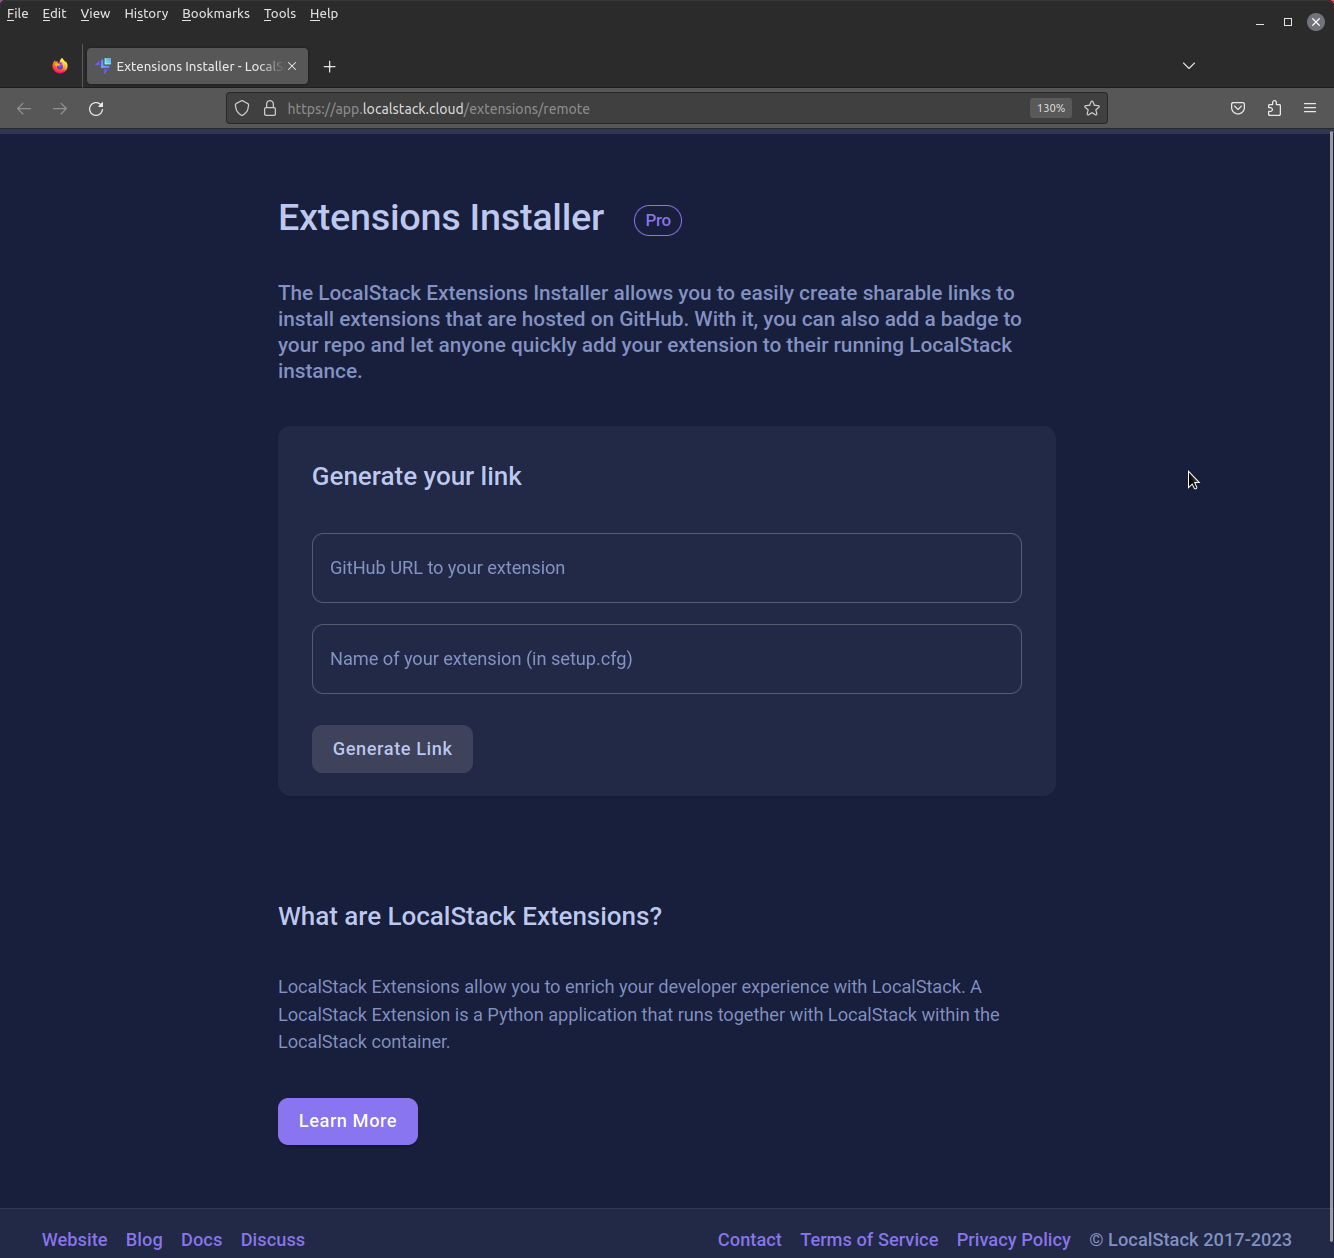 File Edit View History Bookmarks Tools Help
Extensions Installer - Locals
https://app.localstack.cloud/extensions/remote 130%
Extensions Installer Pro
The LocalStack Extensions Installer allows you to easily create sharable links to
install extensions that are hosted on GitHub. With it, you can also add a badge to
your repo and let anyone quickly add your extension to their running LocalStack
instance.
Generate your link
GitHub URL to your extension
Name of your extension (in setup.cfg)
Generate Link
What are LocalStack Extensions?
LocalStack Extensions allow you to enrich your developer experience with LocalStack. A
LocalStack Extension is a Python application that runs together with LocalStack within the
LocalStack container.
Learn More
Website Blog Docs Discuss Contact Terms of Service Privacy Policy © LocalStack 2017-2023